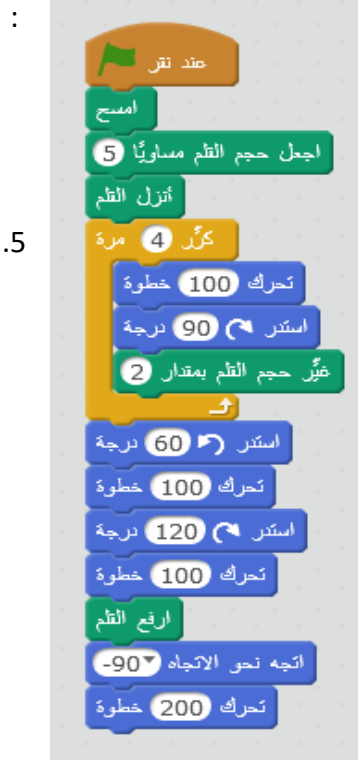 :
عند نقر
امسح
اجعل حجم القلم مساويًا 5
أنزل القلم
.5
كرِّر 4 مرة
تحرك 100 خطوة
استدر 90 درجة
غيِّر حجم القلم بمقدار 2
استدر 60 درجة
تحرك 100 خطوة
استدر 120 درجة
تحرك 100 خطوة
ارفع القلم
اتجه نحو الاتجاه 90-
تحرك 200 خطوة